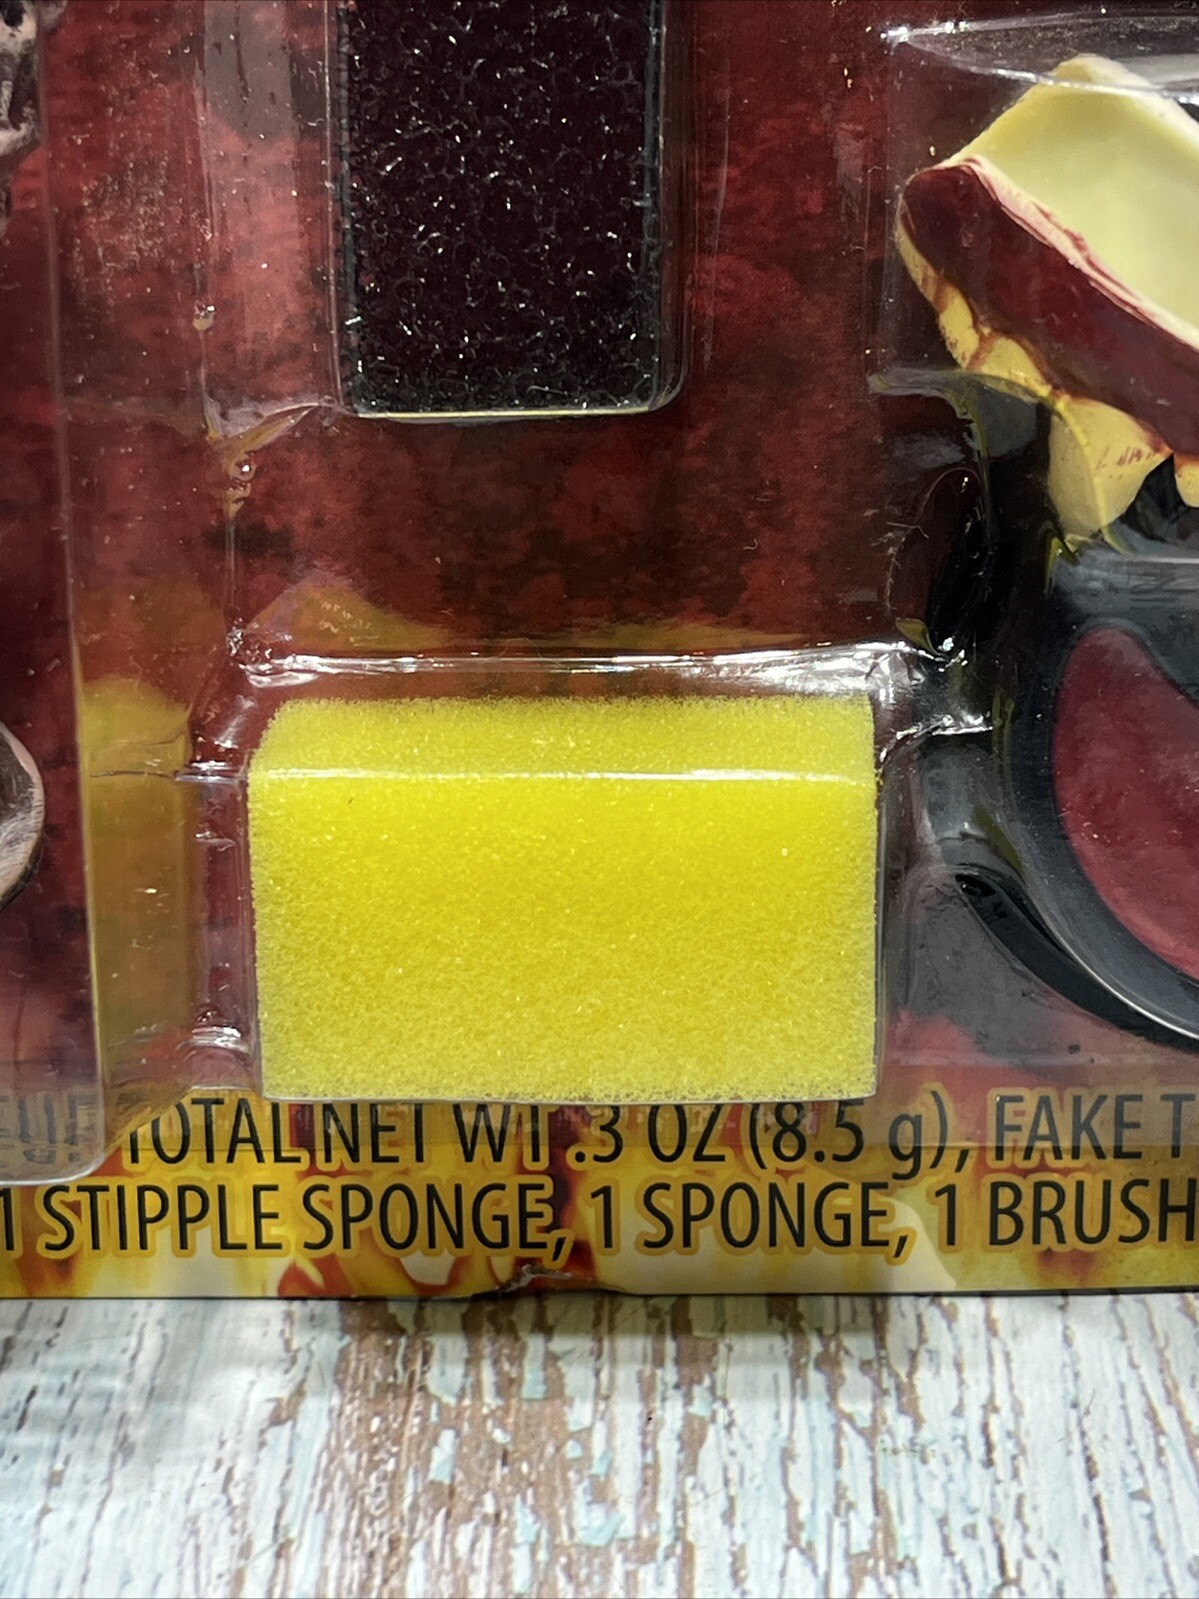 TOTAL NET WT .3 OZ (8.5 g), FAKE T
1 STIPPLE SPONGE, 1 SPONGE, 1 BRUSH